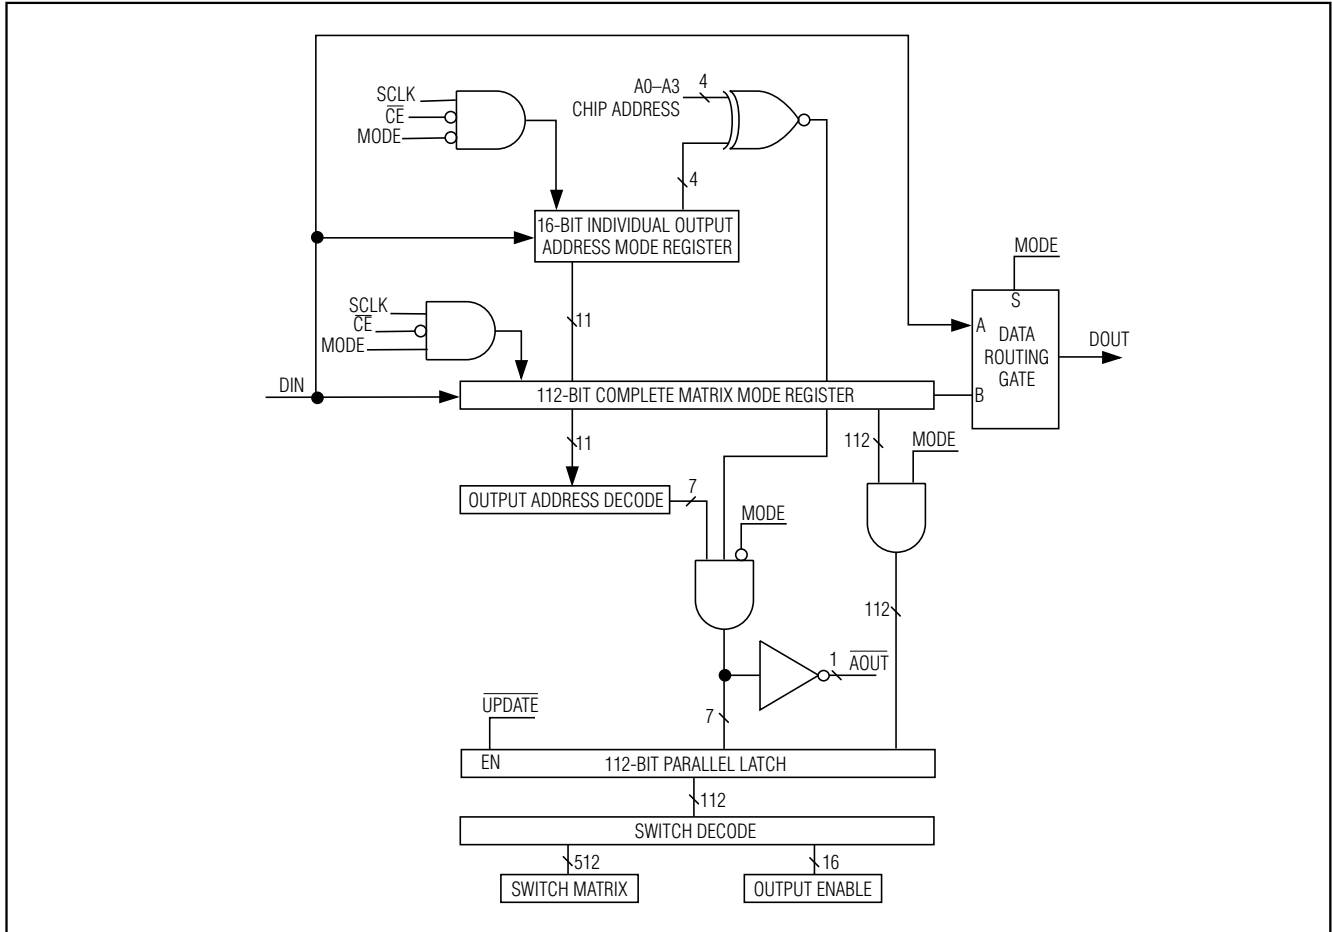 SCLK
CE
MODE
A0–A3
CHIP ADDRESS
4
4
16-BIT INDIVIDUAL OUTPUT
ADDRESS MODE REGISTER
MODE
S
A
DATA
ROUTING
GATE
B
DOUT
SCLK
CE
MODE
11
DIN
112-BIT COMPLETE MATRIX MODE REGISTER
11
112
MODE
OUTPUT ADDRESS DECODE
7
MODE
112
1
AOUT
7
UPDATE
EN
112-BIT PARALLEL LATCH
112
SWITCH DECODE
512
16
SWITCH MATRIX
OUTPUT ENABLE